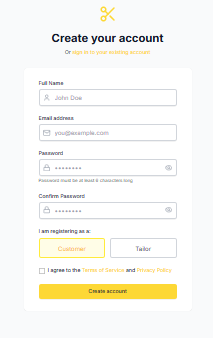 Create your account
Or sign in to your existing account
Full Name
John Doe
Email address
you@example.com
Password
••••••••
Password must be at least 8 characters long
Confirm Password
••••••••
I am registering as a:
Customer
Tailor
I agree to the Terms of Service and Privacy Policy
Create account